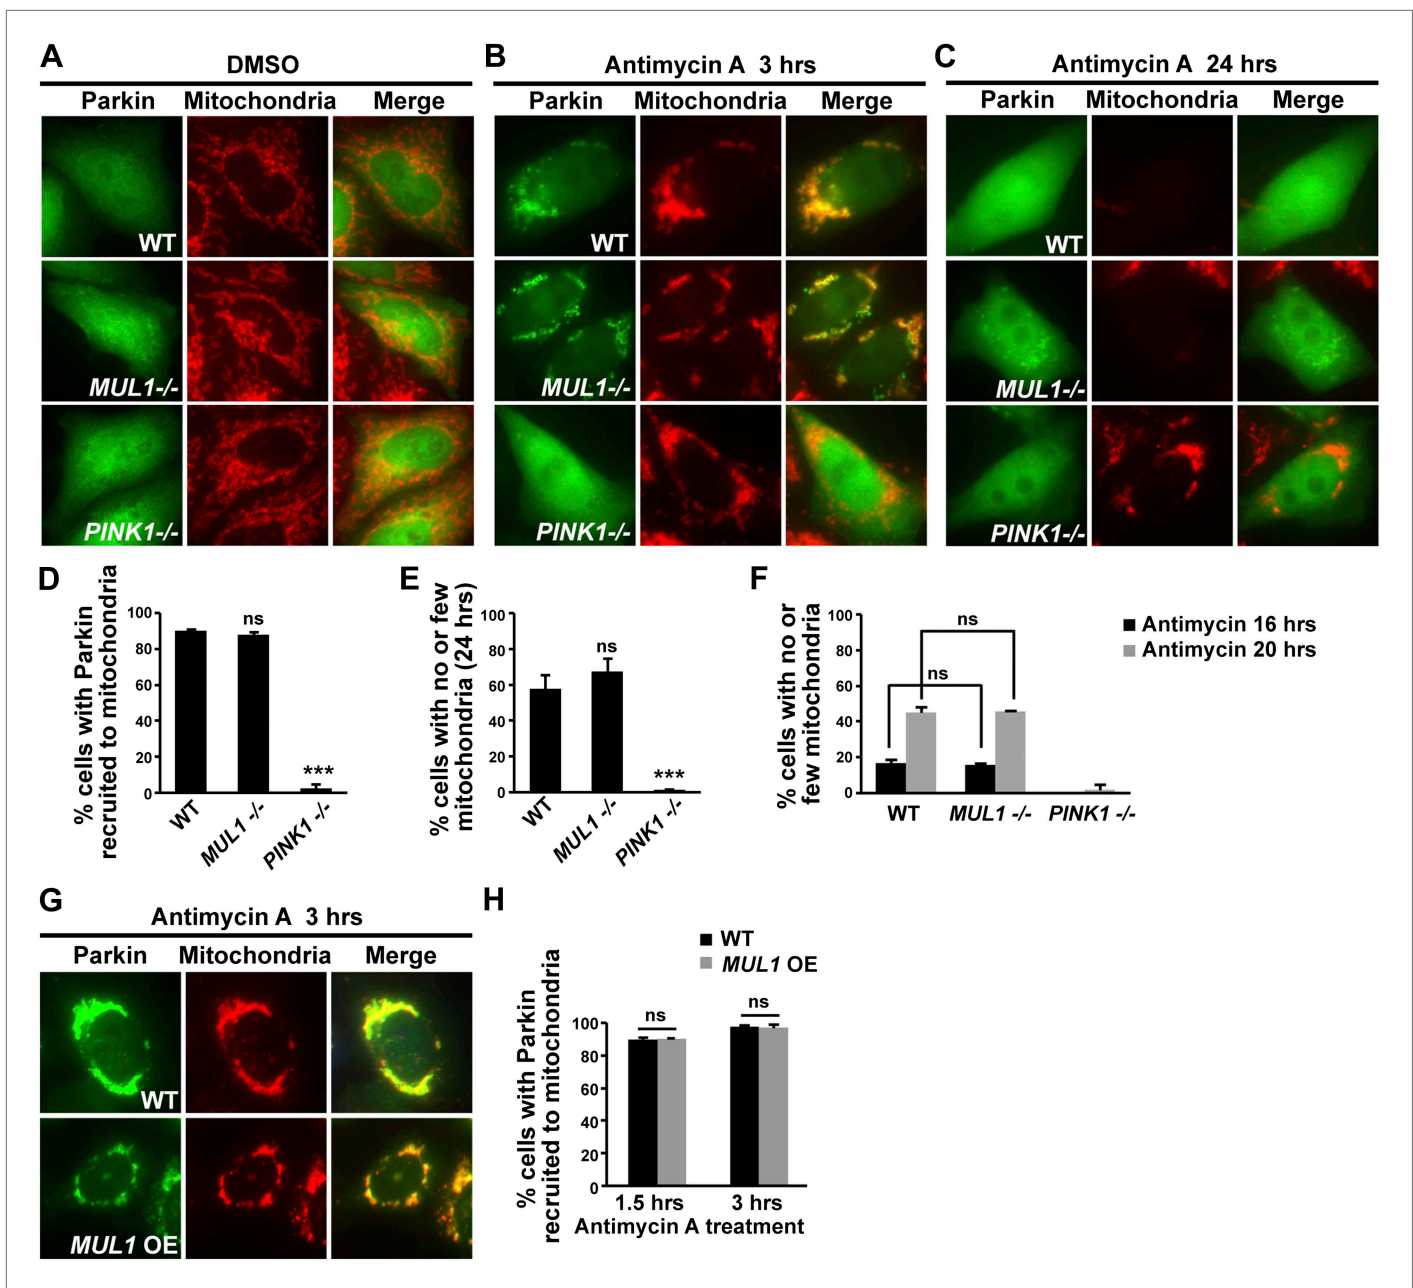 A
DMSO
Parkin Mitochondria Merge
WT
MUL1-/-
PINK1-/-
B
Antimycin A 3 hrs
Parkin Mitochondria Merge
WT
MUL1-/-
PINK1-/-
C
Antimycin A 24 hrs
Parkin Mitochondria Merge
WT
MUL1-/-
PINK1-/-
D
% cells with Parkin
recruited to mitochondria
100
80
60
40
20
0
ns
***
WT
MUL1 -/-
PINK1 -/-
E
% cells with no or few
mitochondria (24 hrs)
100
80
60
40
20
0
ns
***
WT
MUL1 -/-
PINK1 -/-
F
% cells with no or
few mitochondria
100
80
60
40
20
0
ns
ns
WT MUL1 -/- PINK1 -/-
Antimycin 16 hrs
Antimycin 20 hrs
G
Antimycin A 3 hrs
Parkin Mitochondria Merge
WT
MUL1 OE
H
WT
MUL1 OE
% cells with Parkin
recruited to mitochondria
100
80
60
40
20
0
ns
ns
1.5 hrs 3 hrs
Antimycin A treatment